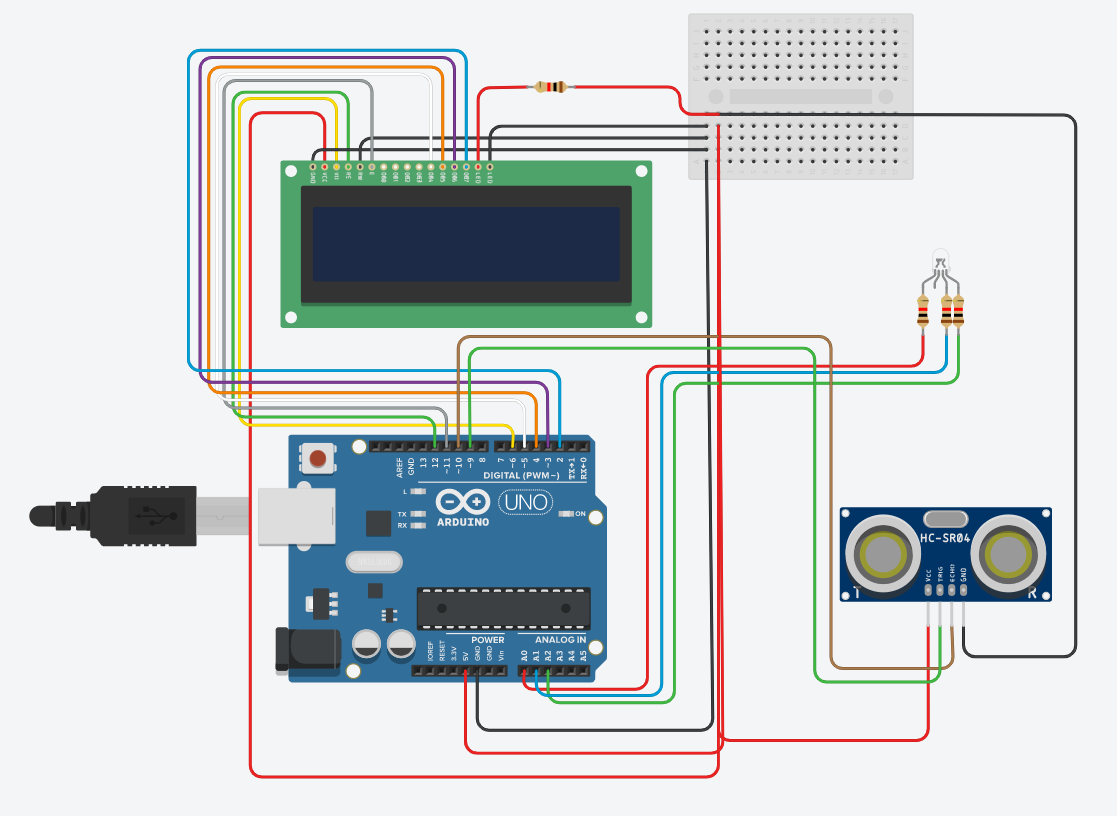 GND
VCC
V0
RS
RW
E
DB0
DB1
DB2
DB3
DB4
DB5
DB6
DB7
LED
LED
AREF
GND
13
12
~11
~10
~9
8
7
~6
~5
4
~3
2
TX→1
RX←0
DIGITAL (PWM~)
L
TX
RX
UNO
ARDUINO
ON
HC-SR04
VCC
TRIG
ECHO
GND
T
R
POWER
ANALOG IN
IOREF
RESET
3.3V
5V
GND
GND
Vin
A0
A1
A2
A3
A4
A5